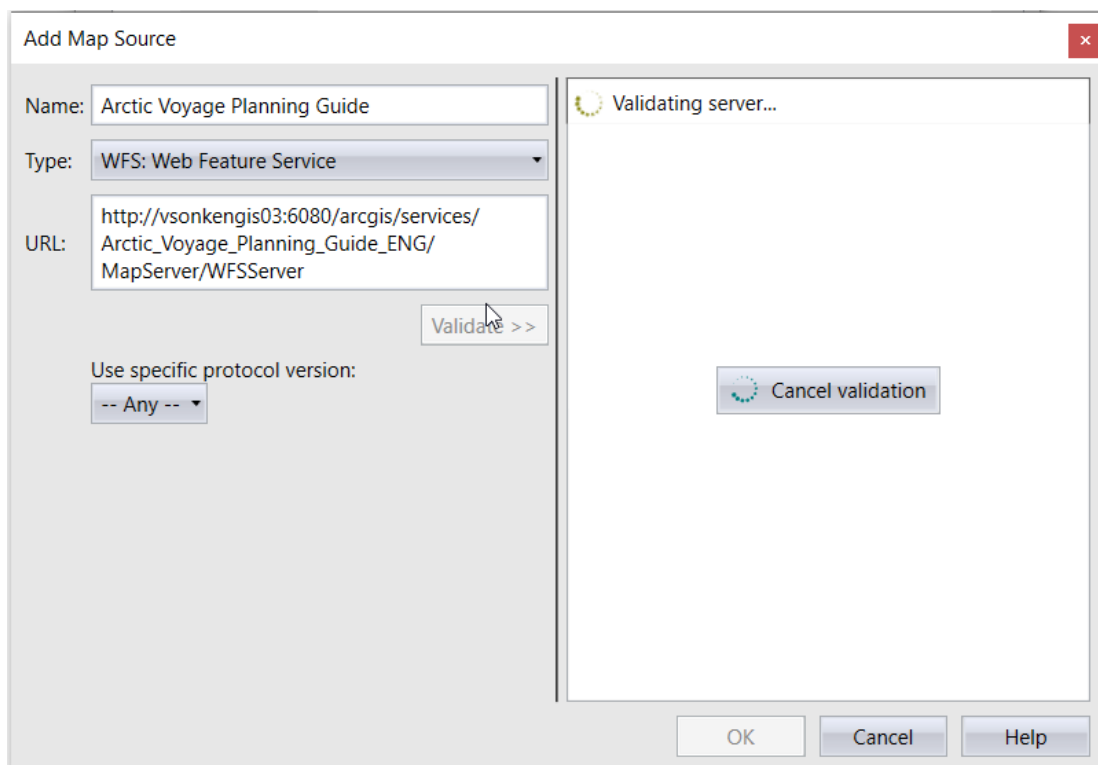 Add Map Source
Name: Arctic Voyage Planning Guide
Validating server...
Type: WFS: Web Feature Service
URL: http://vsonkengis03:6080/arcgis/services/
Arctic_Voyage_Planning_Guide_ENG/
MapServer/WFSServer
Validate >>
Use specific protocol version:
-- Any --
Cancel validation
OK Cancel Help